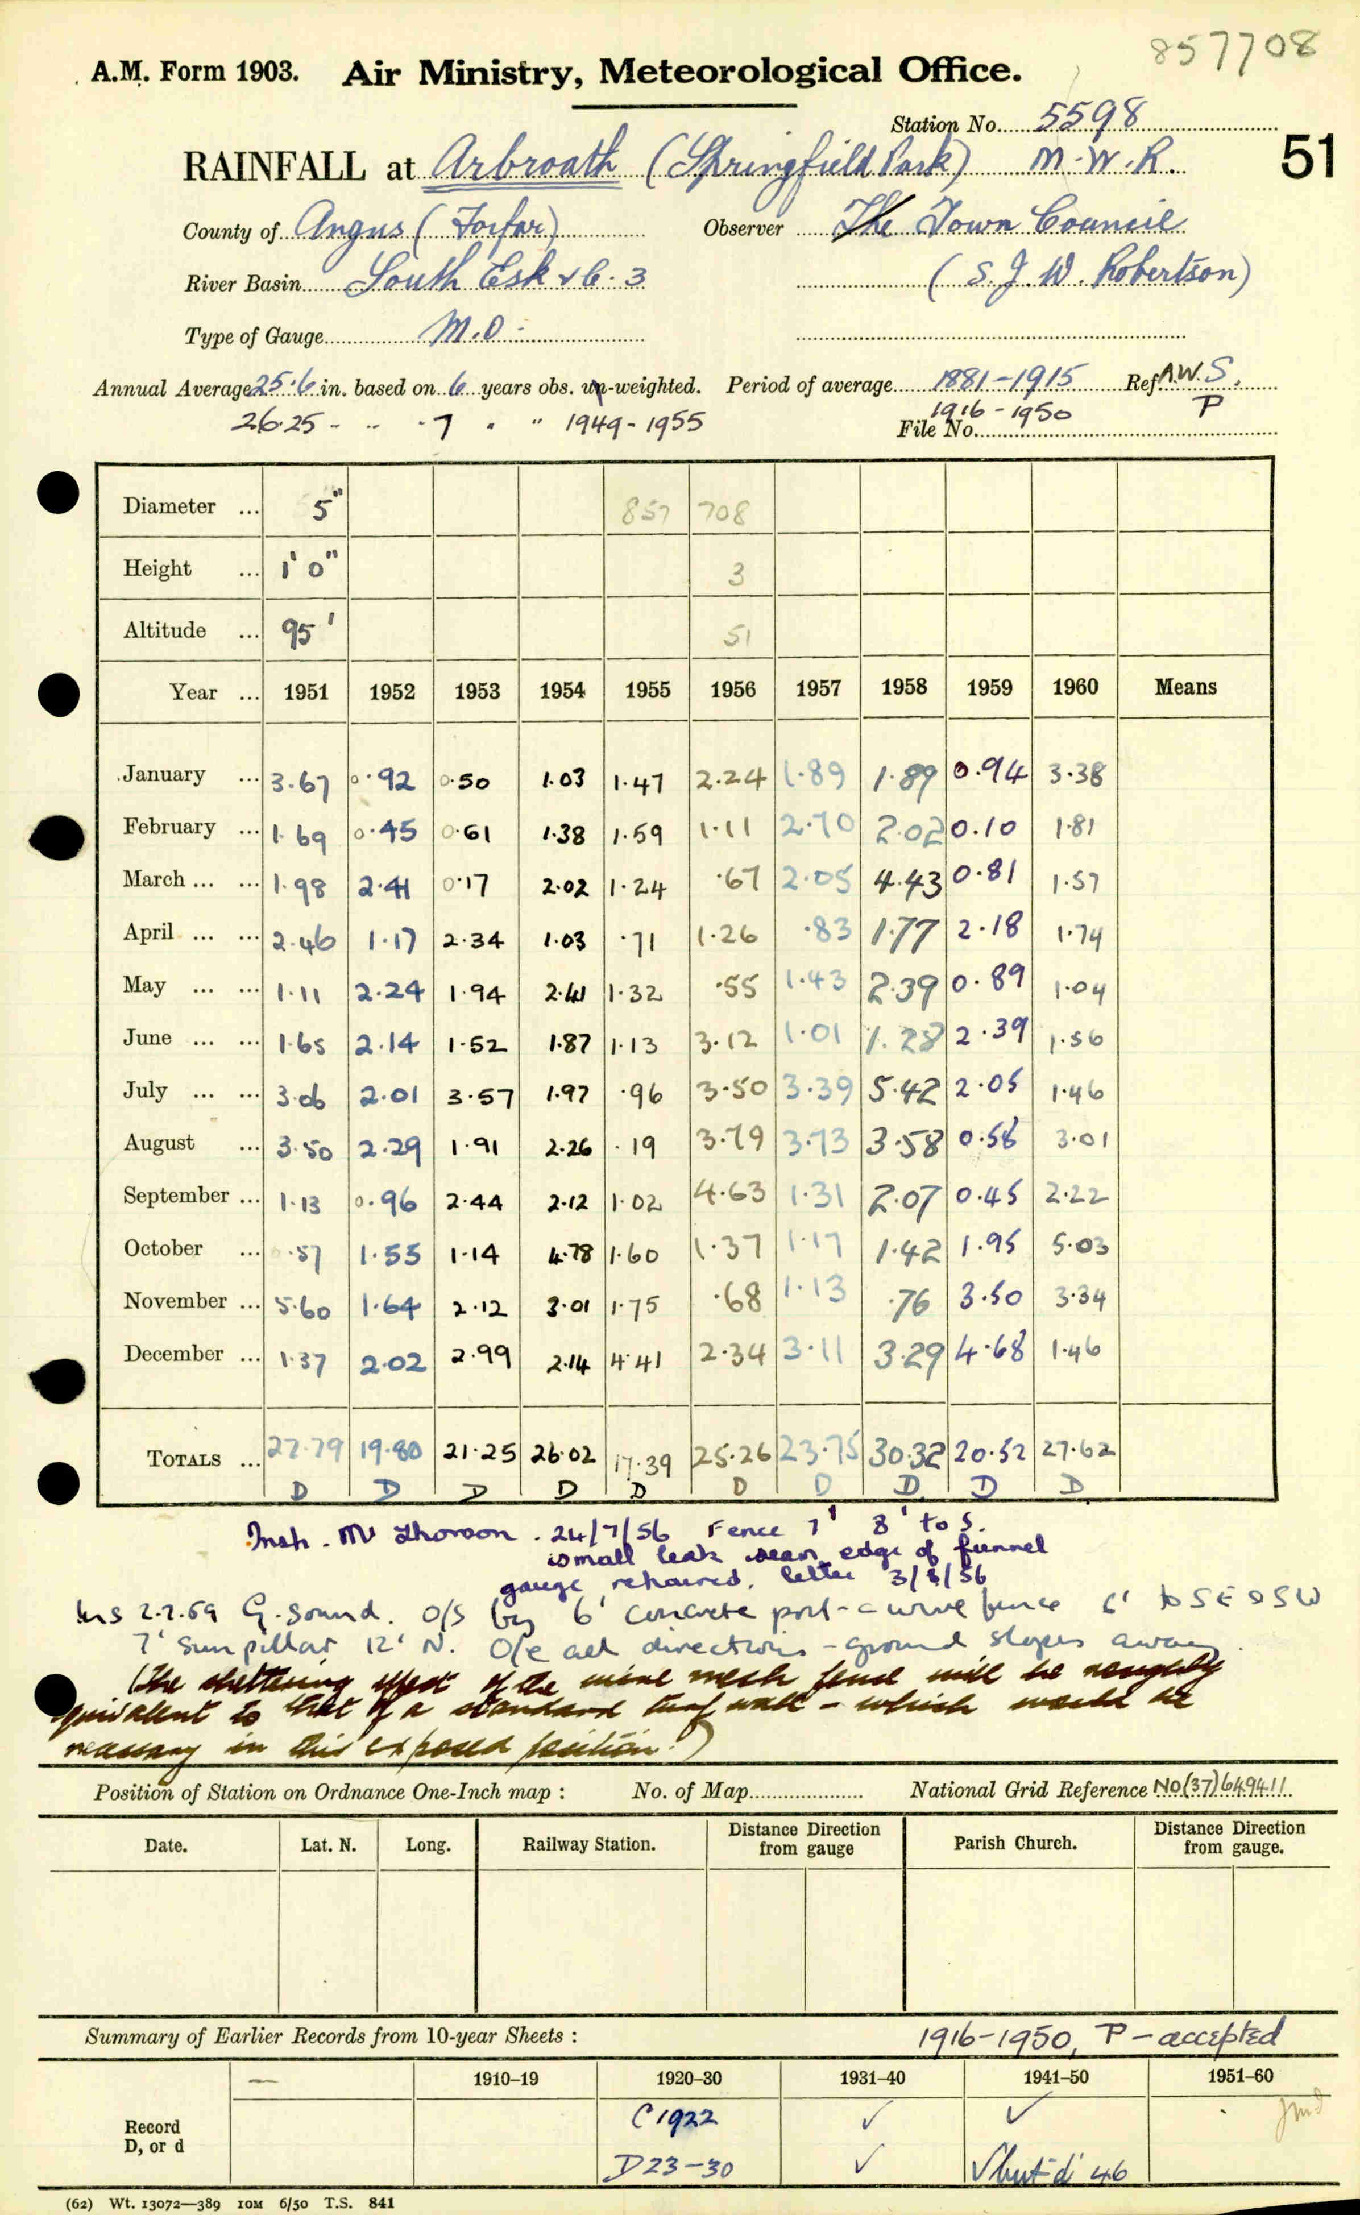 857708
A.M. Form 1903. Air Ministry, Meteorological Office.
Station No. 5598
RAINFALL at Arbroath (Springfield Park) M.W.R. 51
County of Angus (Forfar) Observer The Town Council
River Basin South Esk & C. 3 (S.J.W. Robertson)
Type of Gauge M.O.
Annual Average 25.6 in. based on 6 years obs. un-weighted. Period of average 1881-1915 Ref A.W.S.
26.25 - .. .7 " " 1949-1955 1916-1950 P
File No.
Diameter ... 5" 857 708
Height ... 1' 0" 3
Altitude ... 95' 51
Year ... 1951 1952 1953 1954 1955 1956 1957 1958 1959 1960 Means
January ... 3.67 0.92 0.50 1.03 1.47 2.24 1.89 1.89 0.94 3.38
February ... 1.69 0.45 0.61 1.38 1.59 1.11 2.70 2.02 0.10 1.81
March ... ... 1.98 2.41 0.17 2.02 1.24 .67 2.05 4.43 0.81 1.57
April ... ... 2.46 1.17 2.34 1.03 .71 1.26 .83 1.77 2.18 1.74
May ... ... 1.11 2.24 1.94 2.41 1.32 .55 1.43 2.39 0.89 1.04
June ... ... 1.65 2.14 1.52 1.87 1.13 3.12 1.01 1.28 2.39 1.56
July ... ... 3.06 2.01 3.57 1.97 .96 3.50 3.39 5.42 2.05 1.46
August ... 3.50 2.29 1.91 2.26 .19 3.79 3.73 3.58 0.58 3.01
September ... 1.13 0.96 2.44 2.12 1.02 4.63 1.31 2.07 0.45 2.22
October ... .57 1.55 1.14 4.78 1.60 1.37 1.17 1.42 1.95 5.03
November ... 5.60 1.64 2.12 3.01 1.75 .68 1.13 .76 3.50 3.34
December ... 1.37 2.02 2.99 2.14 4.41 2.34 3.11 3.29 4.68 1.46
TOTALS ... 27.79 19.80 21.25 26.02 17.39 25.26 23.75 30.32 20.52 27.62
D D D D D D D D D D
Insp. Mr Thomson. 24/7/56 Fence 7' 8' to S.
small leak near edge of funnel
gauge repaired. letter 3/8/56
Ins 2.7.59 G. sound. O/S by 6' concrete post - wire fence 6' to SE & SW
7' sun pillar 12' N. O/e all directions - ground slopes away.
(The sheltering effect of the wire mesh fence will be roughly
equivalent to that of a standard turf wall - which would be
necessary in this exposed position.)
Position of Station on Ordnance One-Inch map : No. of Map National Grid Reference NO(37)649411
Date. Lat. N. Long. Railway Station. Distance Direction from gauge Parish Church. Distance Direction from gauge.
Summary of Earlier Records from 10-year Sheets : 1916-1950, P - accepted
— 1910–19 1920–30 1931–40 1941–50 1951–60
Record D, or d C 1922 ✓ ✓
D23-30 ✓ ✓ but d 46
(62) Wt. 13072—389 10M 6/50 T.S. 841